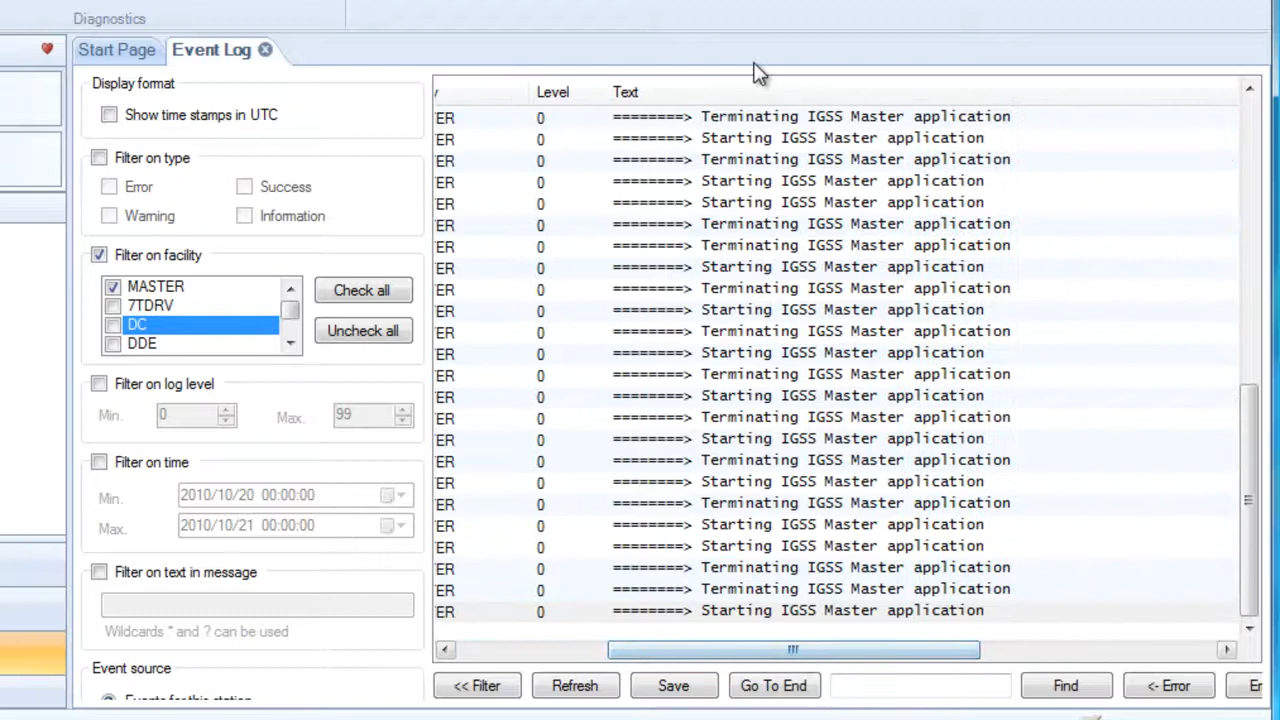 Diagnostics
Start Page Event Log
Display format
Show time stamps in UTC
Filter on type
Error Success
Warning Information
Filter on facility
MASTER
7TDRV
DC
DDE
Check all
Uncheck all
Filter on log level
Min. 0 Max. 99
Filter on time
Min. 2010/10/20 00:00:00
Max. 2010/10/21 00:00:00
Filter on text in message
Wildcards * and ? can be used
Event source
Events for this station
Level Text
ER 0 ========> Terminating IGSS Master application
ER 0 ========> Starting IGSS Master application
ER 0 ========> Terminating IGSS Master application
ER 0 ========> Starting IGSS Master application
ER 0 ========> Starting IGSS Master application
ER 0 ========> Terminating IGSS Master application
ER 0 ========> Terminating IGSS Master application
ER 0 ========> Starting IGSS Master application
ER 0 ========> Terminating IGSS Master application
ER 0 ========> Starting IGSS Master application
ER 0 ========> Terminating IGSS Master application
ER 0 ========> Starting IGSS Master application
ER 0 ========> Terminating IGSS Master application
ER 0 ========> Starting IGSS Master application
ER 0 ========> Terminating IGSS Master application
ER 0 ========> Starting IGSS Master application
ER 0 ========> Terminating IGSS Master application
ER 0 ========> Starting IGSS Master application
ER 0 ========> Terminating IGSS Master application
ER 0 ========> Starting IGSS Master application
ER 0 ========> Starting IGSS Master application
ER 0 ========> Terminating IGSS Master application
ER 0 ========> Terminating IGSS Master application
ER 0 ========> Starting IGSS Master application
<< Filter Refresh Save Go To End Find <- Error Er